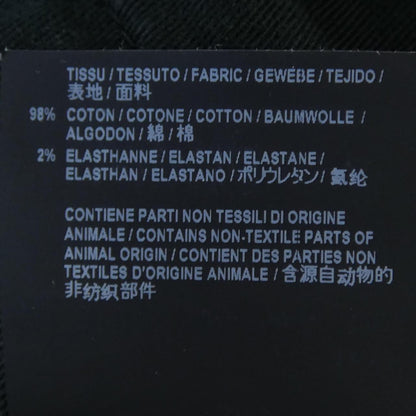 TISSU / TESSUTO / FABRIC / GEWEBE / TEJIDO /
表地 / 面料
98% COTON / COTONE / COTTON / BAUMWOLLE /
ALGODON / 綿 / 棉
2% ELASTHANNE / ELASTAN / ELASTANE /
ELASTHAN / ELASTANO / ポリウレタン / 氨纶
CONTIENE PARTI NON TESSILI DI ORIGINE
ANIMALE / CONTAINS NON-TEXTILE PARTS OF
ANIMAL ORIGIN / CONTIENT DES PARTIES NON
TEXTILES D'ORIGINE ANIMALE / 含源自动物的
非纺织部件